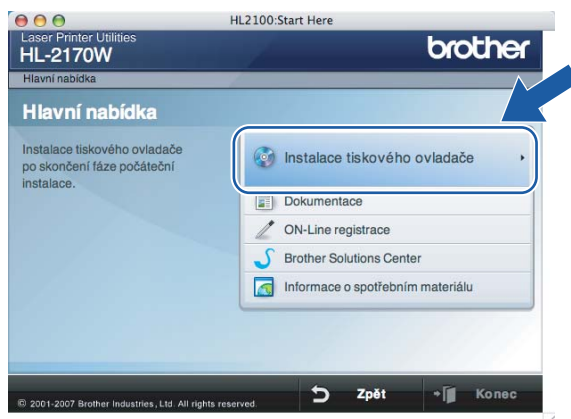 HL2100:Start Here
Laser Printer Utilities
HL-2170W
brother
Hlavní nabídka
Hlavní nabídka
Instalace tiskového ovladače
po skončení fáze počáteční
instalace.
Instalace tiskového ovladače
Dokumentace
ON-Line registrace
Brother Solutions Center
Informace o spotřebním materiálu
© 2001-2007 Brother Industries, Ltd. All rights reserved.
Zpět
Konec